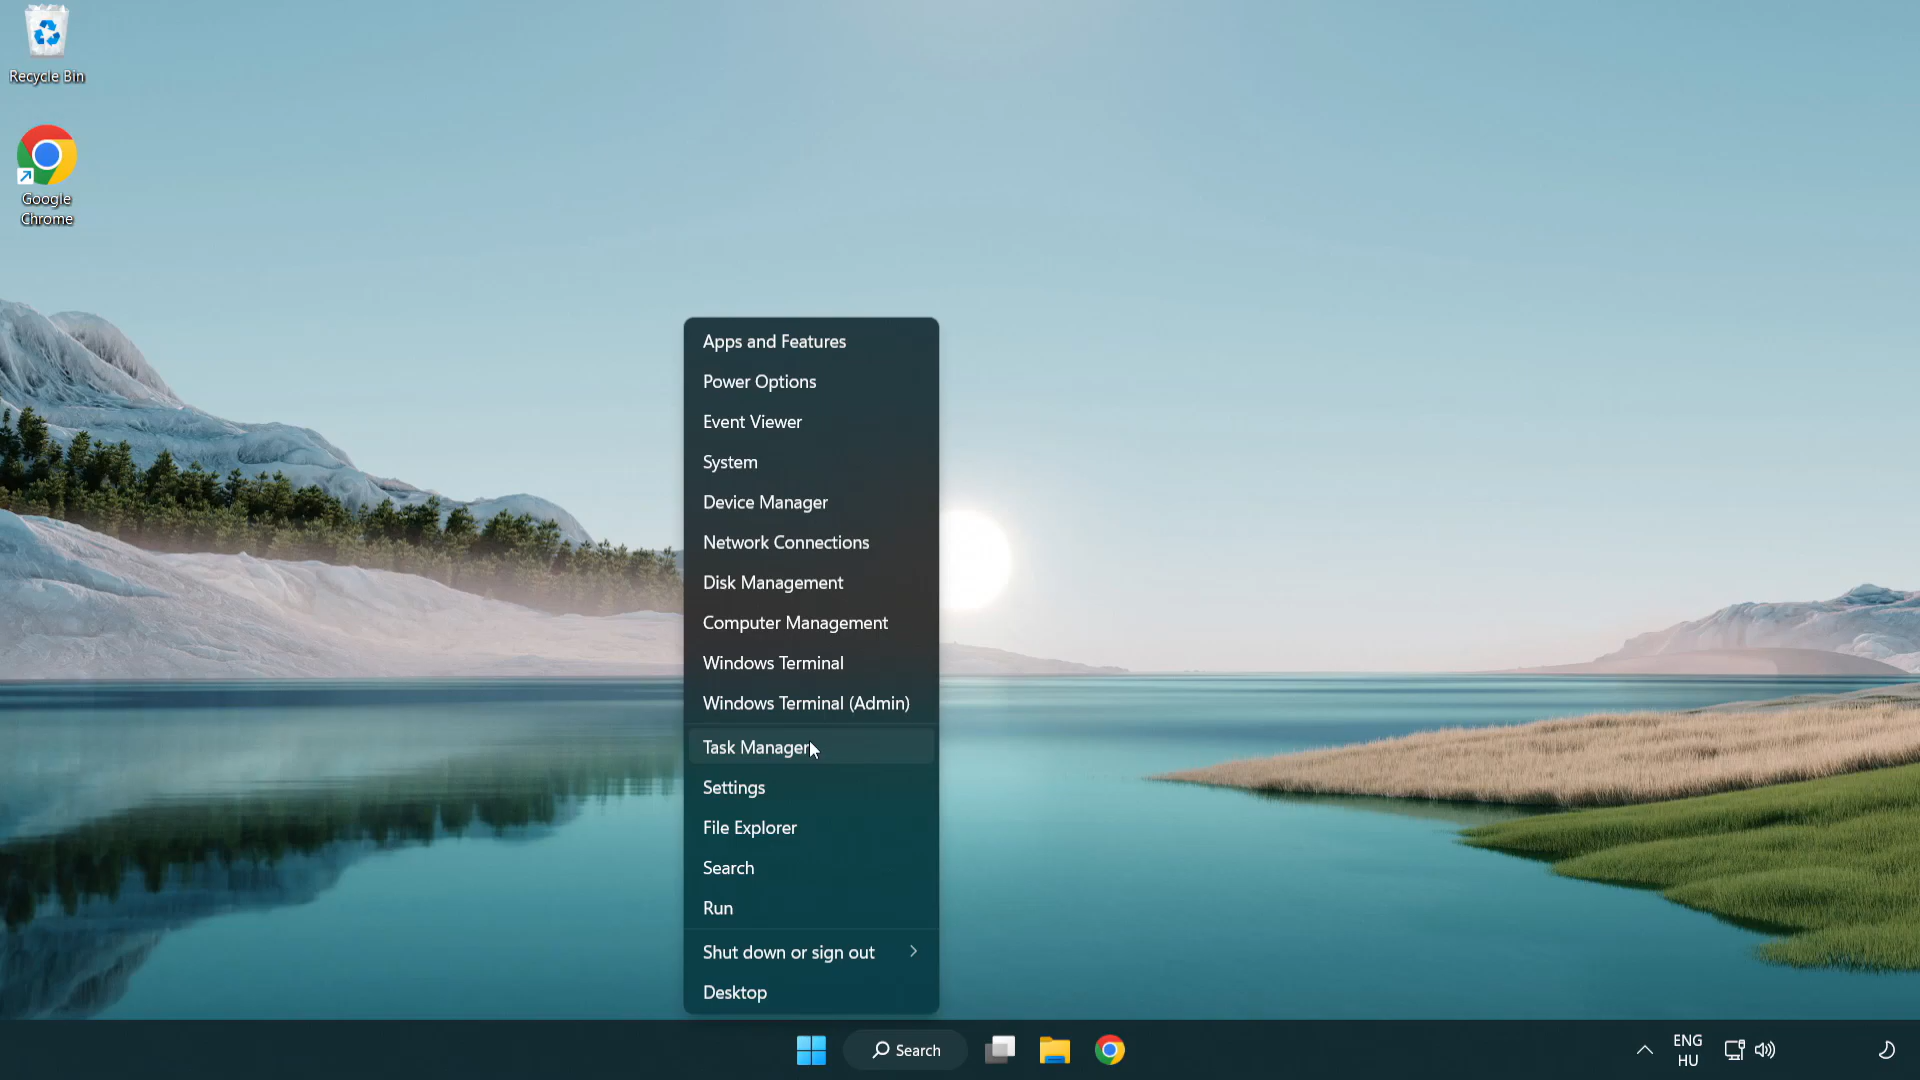 Recycle Bin
Google
Chrome
Apps and Features
Power Options
Event Viewer
System
Device Manager
Network Connections
Disk Management
Computer Management
Windows Terminal
Windows Terminal (Admin)
Task Manager
Settings
File Explorer
Search
Run
Shut down or sign out
Desktop
Search
ENG
HU